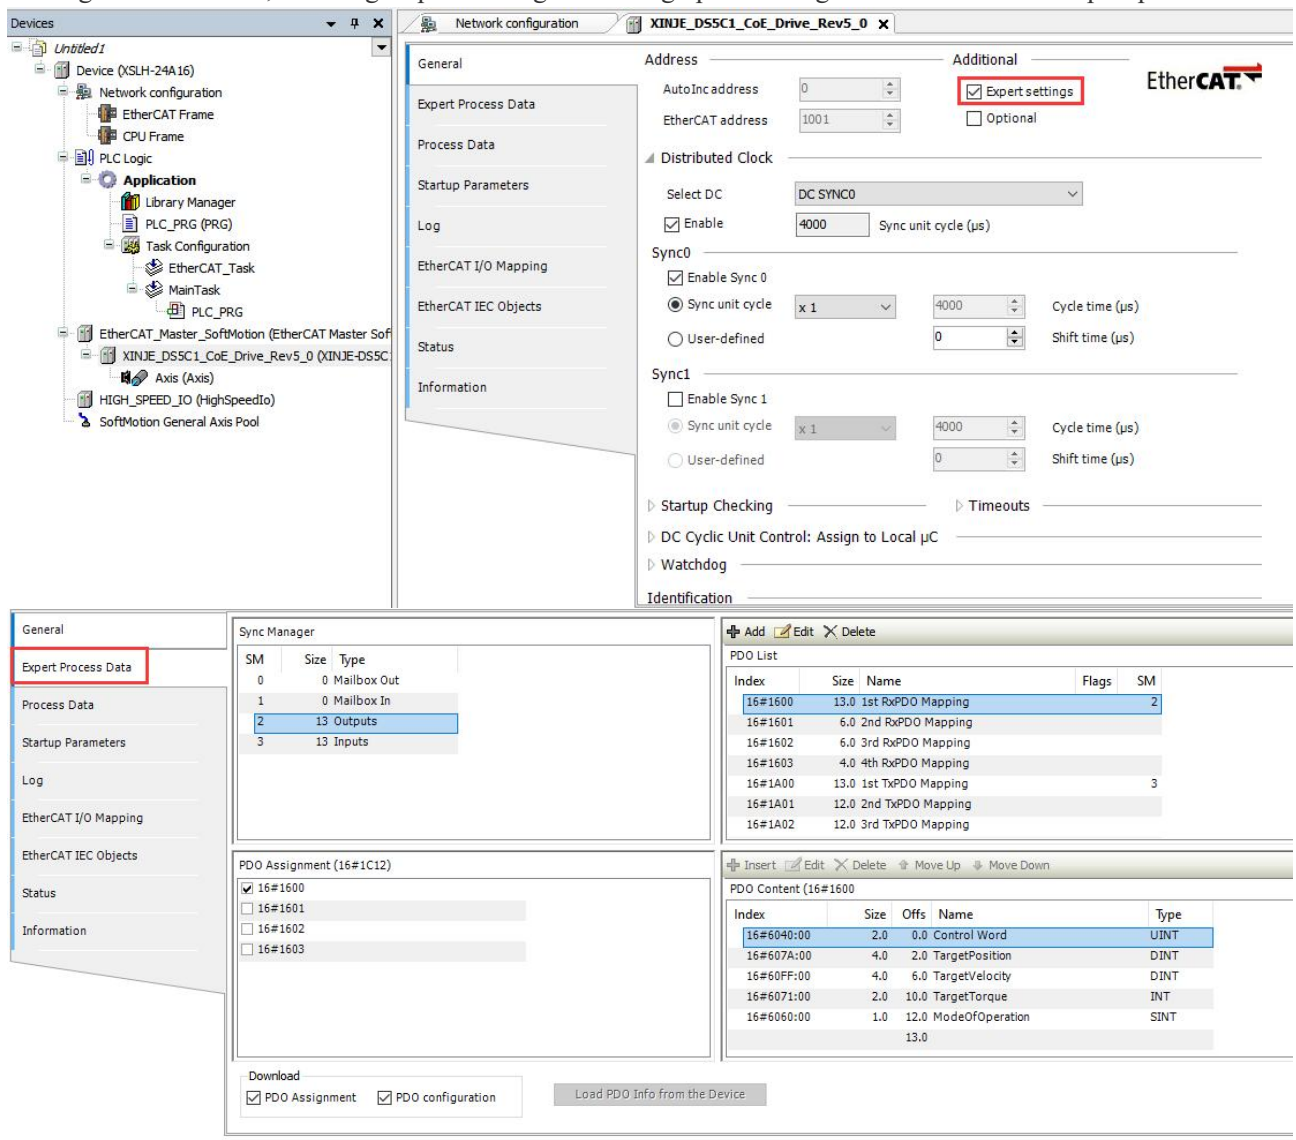 Devices
Untitled1
Device (XSLH-24A16)
Network configuration
EtherCAT Frame
CPU Frame
PLC Logic
Application
Library Manager
PLC_PRG (PRG)
Task Configuration
EtherCAT_Task
MainTask
PLC_PRG
EtherCAT_Master_SoftMotion (EtherCAT Master Sof
XINJE_DS5C1_CoE_Drive_Rev5_0 (XINJE-DS5C
Axis (Axis)
HIGH_SPEED_IO (HighSpeedIo)
SoftMotion General Axis Pool
Network configuration XINJE_DS5C1_CoE_Drive_Rev5_0
General
Expert Process Data
Process Data
Startup Parameters
Log
EtherCAT I/O Mapping
EtherCAT IEC Objects
Status
Information
Address Additional
AutoInc address 0 Expert settings EtherCAT.
EtherCAT address 1001 Optional
Distributed Clock
Select DC DC SYNC0
Enable 4000 Sync unit cycle (µs)
Sync0
Enable Sync 0
Sync unit cycle x 1 4000 Cycle time (µs)
User-defined 0 Shift time (µs)
Sync1
Enable Sync 1
Sync unit cycle x 1 4000 Cycle time (µs)
User-defined 0 Shift time (µs)
Startup Checking Timeouts
DC Cyclic Unit Control: Assign to Local µC
Watchdog
Identification
General
Expert Process Data
Process Data
Startup Parameters
Log
EtherCAT I/O Mapping
EtherCAT IEC Objects
Status
Information
Sync Manager
SM Size Type
0 0 Mailbox Out
1 0 Mailbox In
2 13 Outputs
3 13 Inputs
Add Edit Delete
PDO List
Index Size Name Flags SM
16#1600 13.0 1st RxPDO Mapping 2
16#1601 6.0 2nd RxPDO Mapping
16#1602 6.0 3rd RxPDO Mapping
16#1603 4.0 4th RxPDO Mapping
16#1A00 13.0 1st TxPDO Mapping 3
16#1A01 12.0 2nd TxPDO Mapping
16#1A02 12.0 3rd TxPDO Mapping
PDO Assignment (16#1C12)
16#1600
16#1601
16#1602
16#1603
Insert Edit Delete Move Up Move Down
PDO Content (16#1600
Index Size Offs Name Type
16#6040:00 2.0 0.0 Control Word UINT
16#607A:00 4.0 2.0 TargetPosition DINT
16#60FF:00 4.0 6.0 TargetVelocity DINT
16#6071:00 2.0 10.0 TargetTorque INT
16#6060:00 1.0 12.0 ModeOfOperation SINT
13.0
Download
PDO Assignment PDO configuration Load PDO Info from the Device